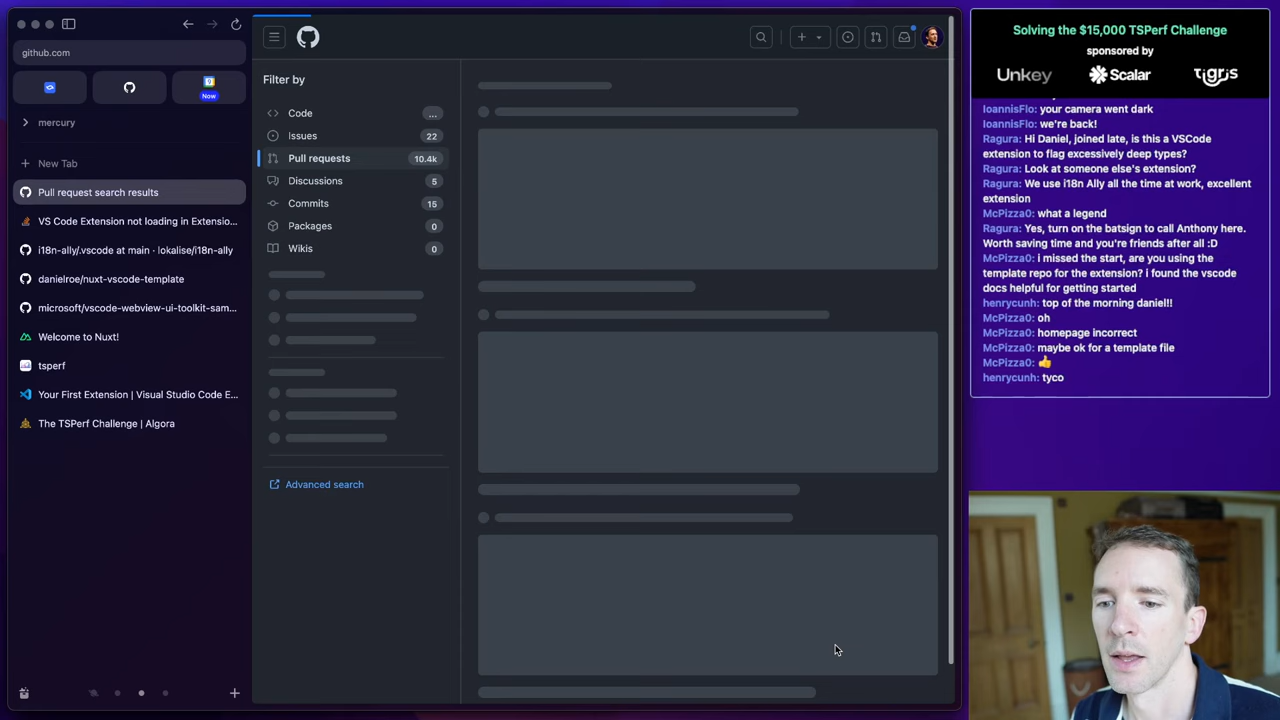 github.com
Now
mercury
New Tab
Pull request search results
VS Code Extension not loading in Extensio...
i18n-ally/.vscode at main · lokalise/i18n-ally
danielroe/nuxt-vscode-template
microsoft/vscode-webview-ui-toolkit-sam...
Welcome to Nuxt!
tsperf
Your First Extension | Visual Studio Code E...
The TSPerf Challenge | Algora
Filter by
Code ...
Issues 22
Pull requests 10.4k
Discussions 5
Commits 15
Packages 0
Wikis 0
Advanced search
Solving the $15,000 TSPerf Challenge
sponsored by
Unkey Scalar tigris
IoannisFlo: your camera went dark
IoannisFlo: we're back!
Ragura: Hi Daniel, joined late, is this a VSCode
extension to flag excessively deep types?
Ragura: Look at someone else's extension?
Ragura: We use i18n Ally all the time at work, excellent
extension
McPizza0: what a legend
Ragura: Yes, turn on the batsign to call Anthony here.
Worth saving time and you're friends after all :D
McPizza0: i missed the start, are you using the
template repo for the extension? i found the vscode
docs helpful for getting started
henrycunh: top of the morning daniel!!
McPizza0: oh
McPizza0: homepage incorrect
McPizza0: maybe ok for a template file
McPizza0: 👍
henrycunh: tyco